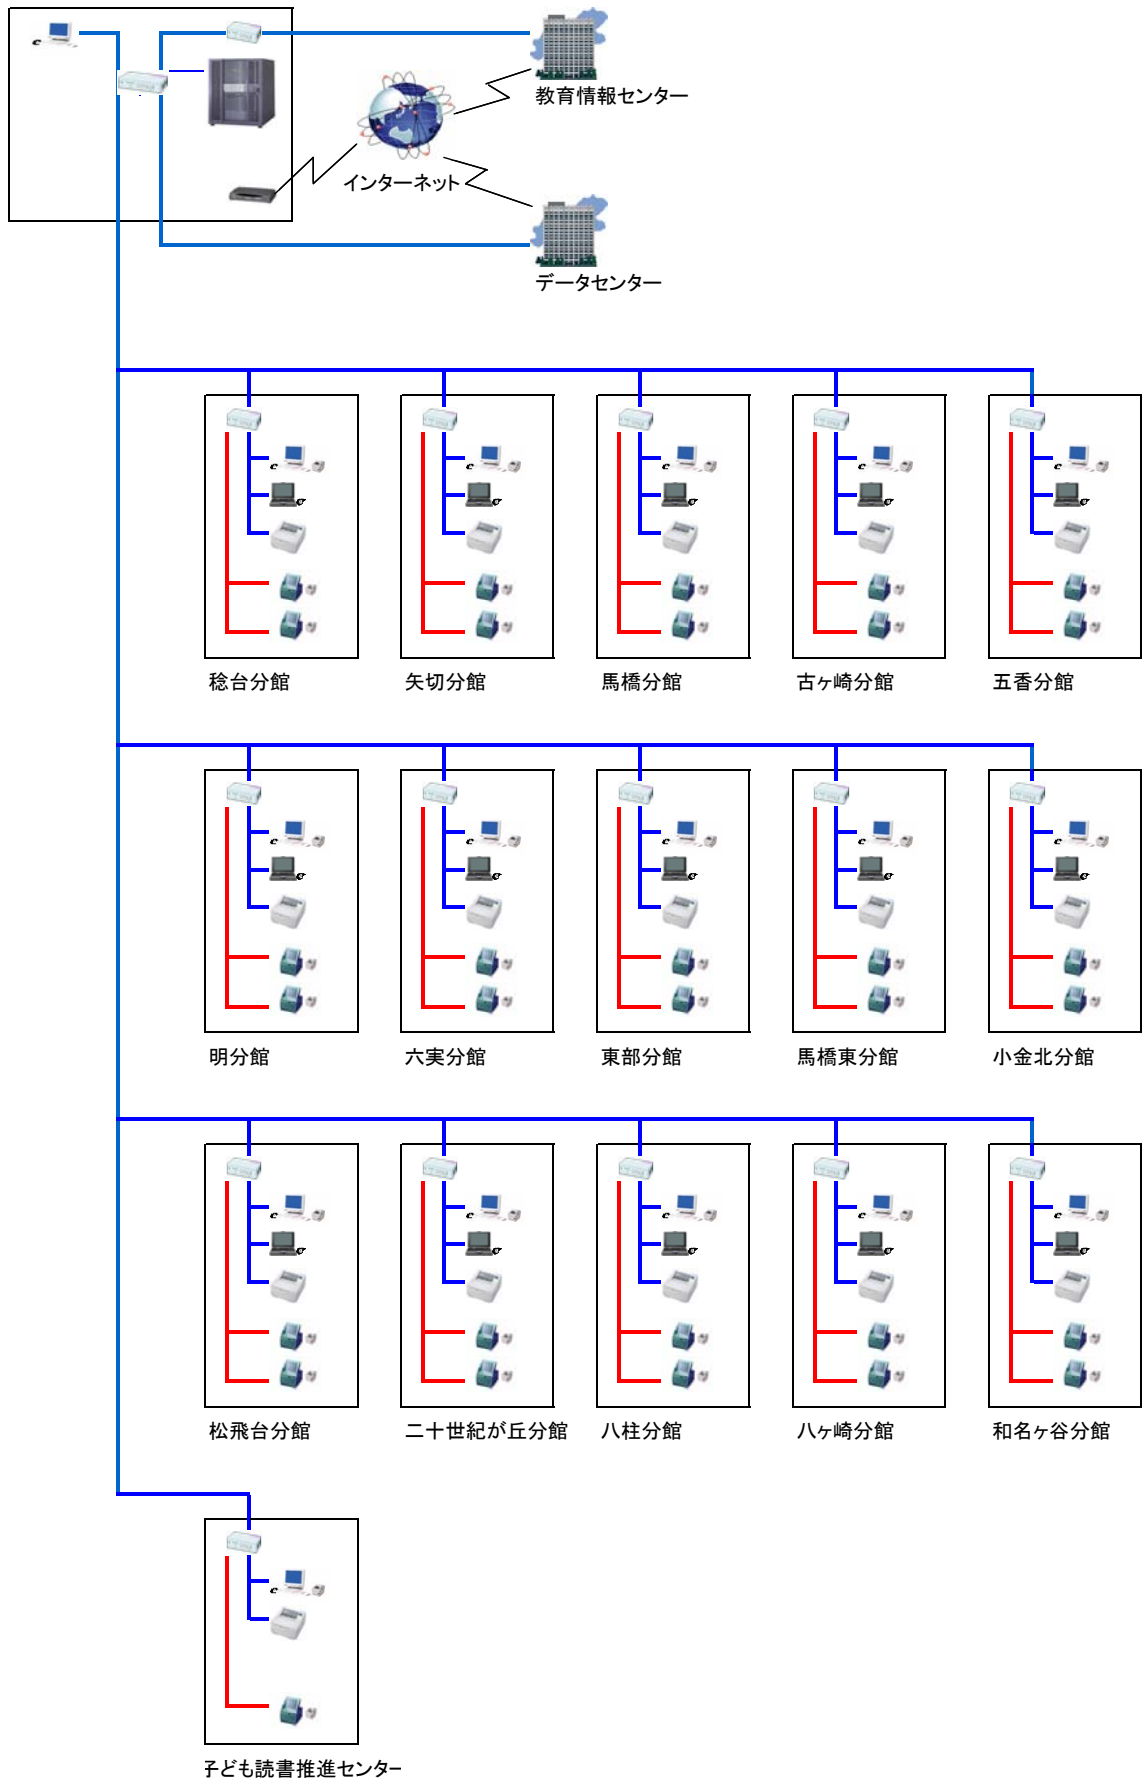 教育情報センター
インターネット
データセンター
稔台分館
矢切分館
馬橋分館
古ヶ崎分館
五香分館
明分館
六実分館
東部分館
馬橋東分館
小金北分館
松飛台分館
二十世紀が丘分館
八柱分館
八ヶ崎分館
和名ヶ谷分館
子ども読書推進センター